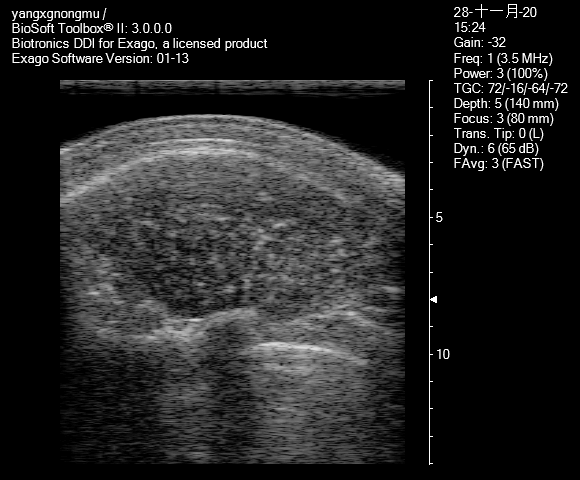 yangxgnongmu /
BioSoft Toolbox® II: 3.0.0.0
Biotronics DDI for Exago, a licensed product
Exago Software Version: 01-13
28-十一月-20
15:24
Gain: -32
Freq: 1 (3.5 MHz)
Power: 3 (100%)
TGC: 72/-16/-64/-72
Depth: 5 (140 mm)
Focus: 3 (80 mm)
Trans. Tip: 0 (L)
Dyn.: 6 (65 dB)
FAvg: 3 (FAST)
5
10